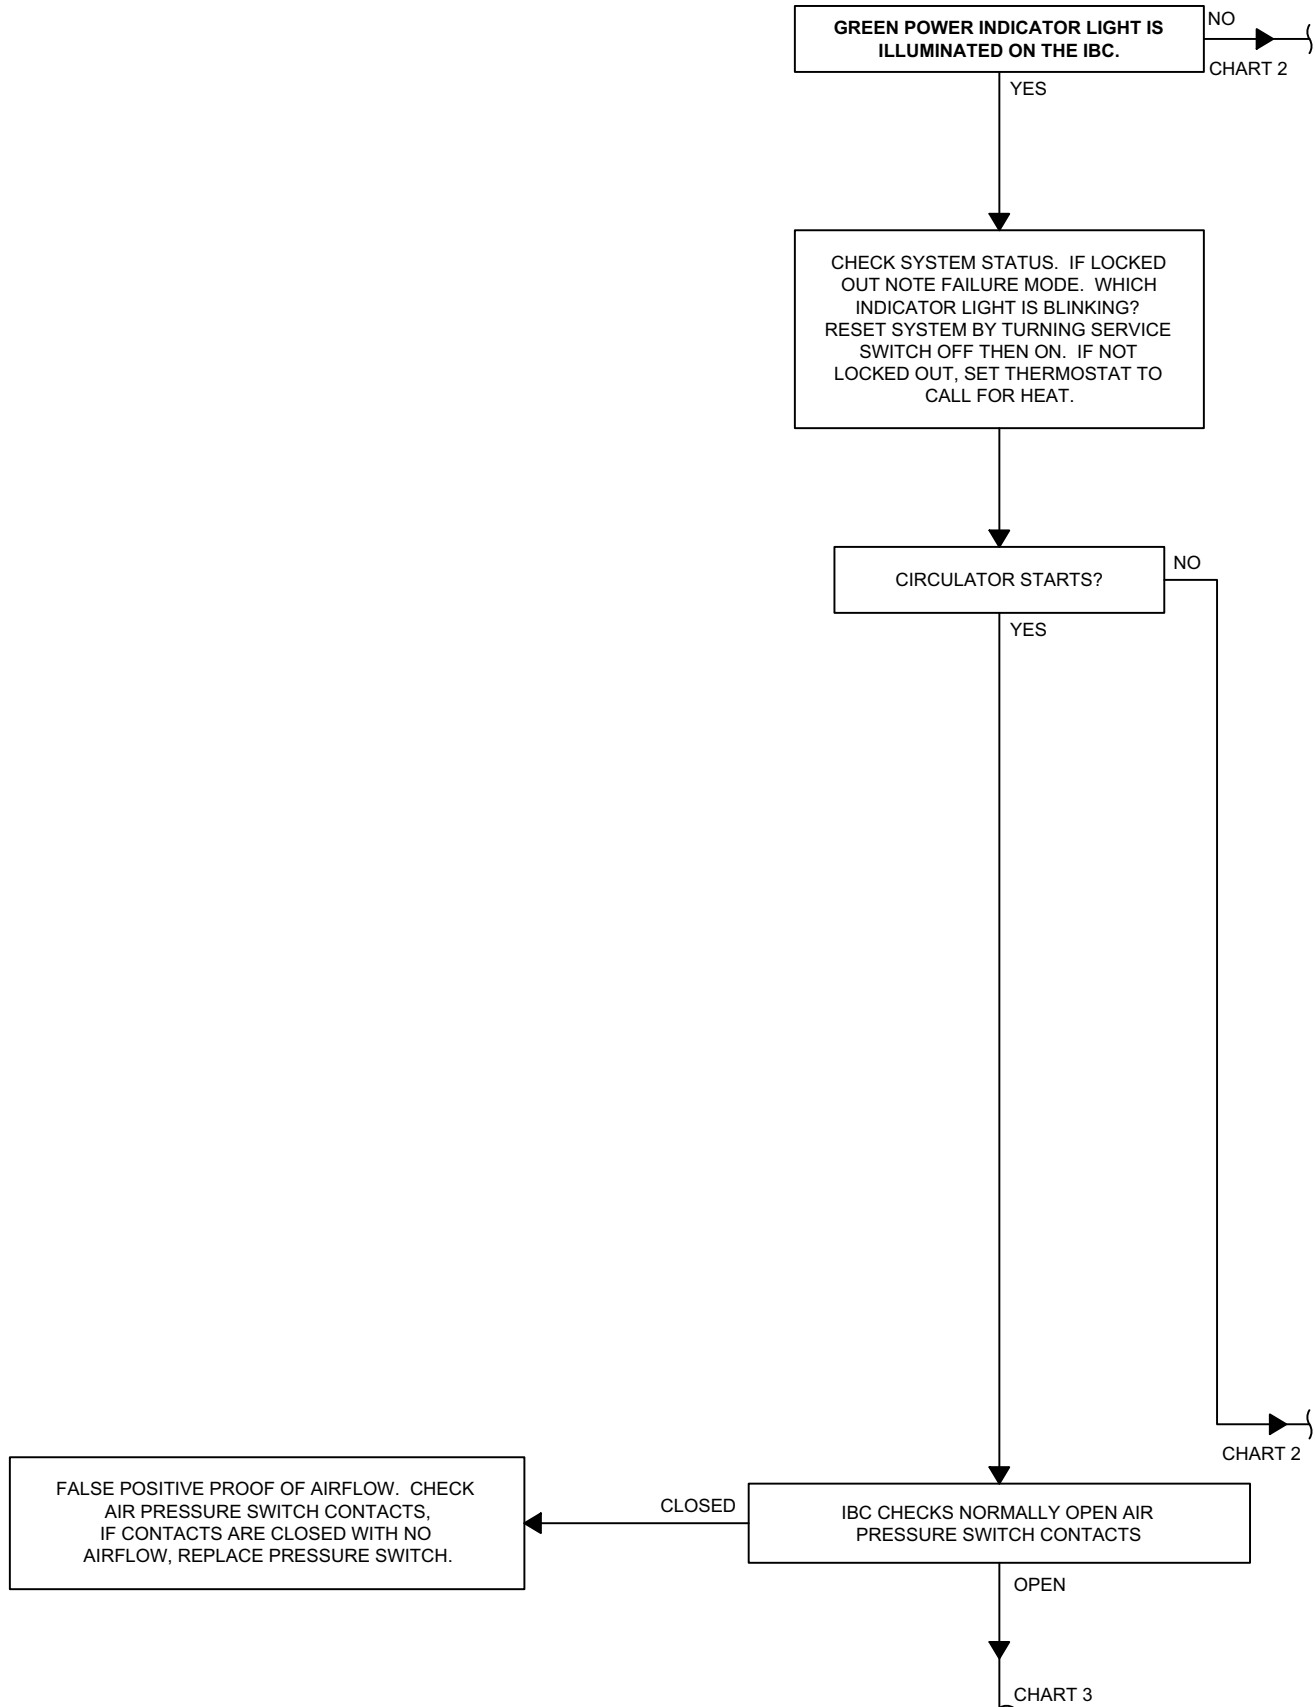 GREEN POWER INDICATOR LIGHT IS
ILLUMINATED ON THE IBC.
NO
CHART 2
YES
CHECK SYSTEM STATUS.  IF LOCKED
OUT NOTE FAILURE MODE.  WHICH
INDICATOR LIGHT IS BLINKING?
RESET SYSTEM BY TURNING SERVICE
SWITCH OFF THEN ON.  IF NOT
LOCKED OUT, SET THERMOSTAT TO
CALL FOR HEAT.
CIRCULATOR STARTS?
NO
YES
CHART 2
IBC CHECKS NORMALLY OPEN AIR
PRESSURE SWITCH CONTACTS
CLOSED
FALSE POSITIVE PROOF OF AIRFLOW.  CHECK
AIR PRESSURE SWITCH CONTACTS,
IF CONTACTS ARE CLOSED WITH NO
AIRFLOW, REPLACE PRESSURE SWITCH.
OPEN
CHART 3